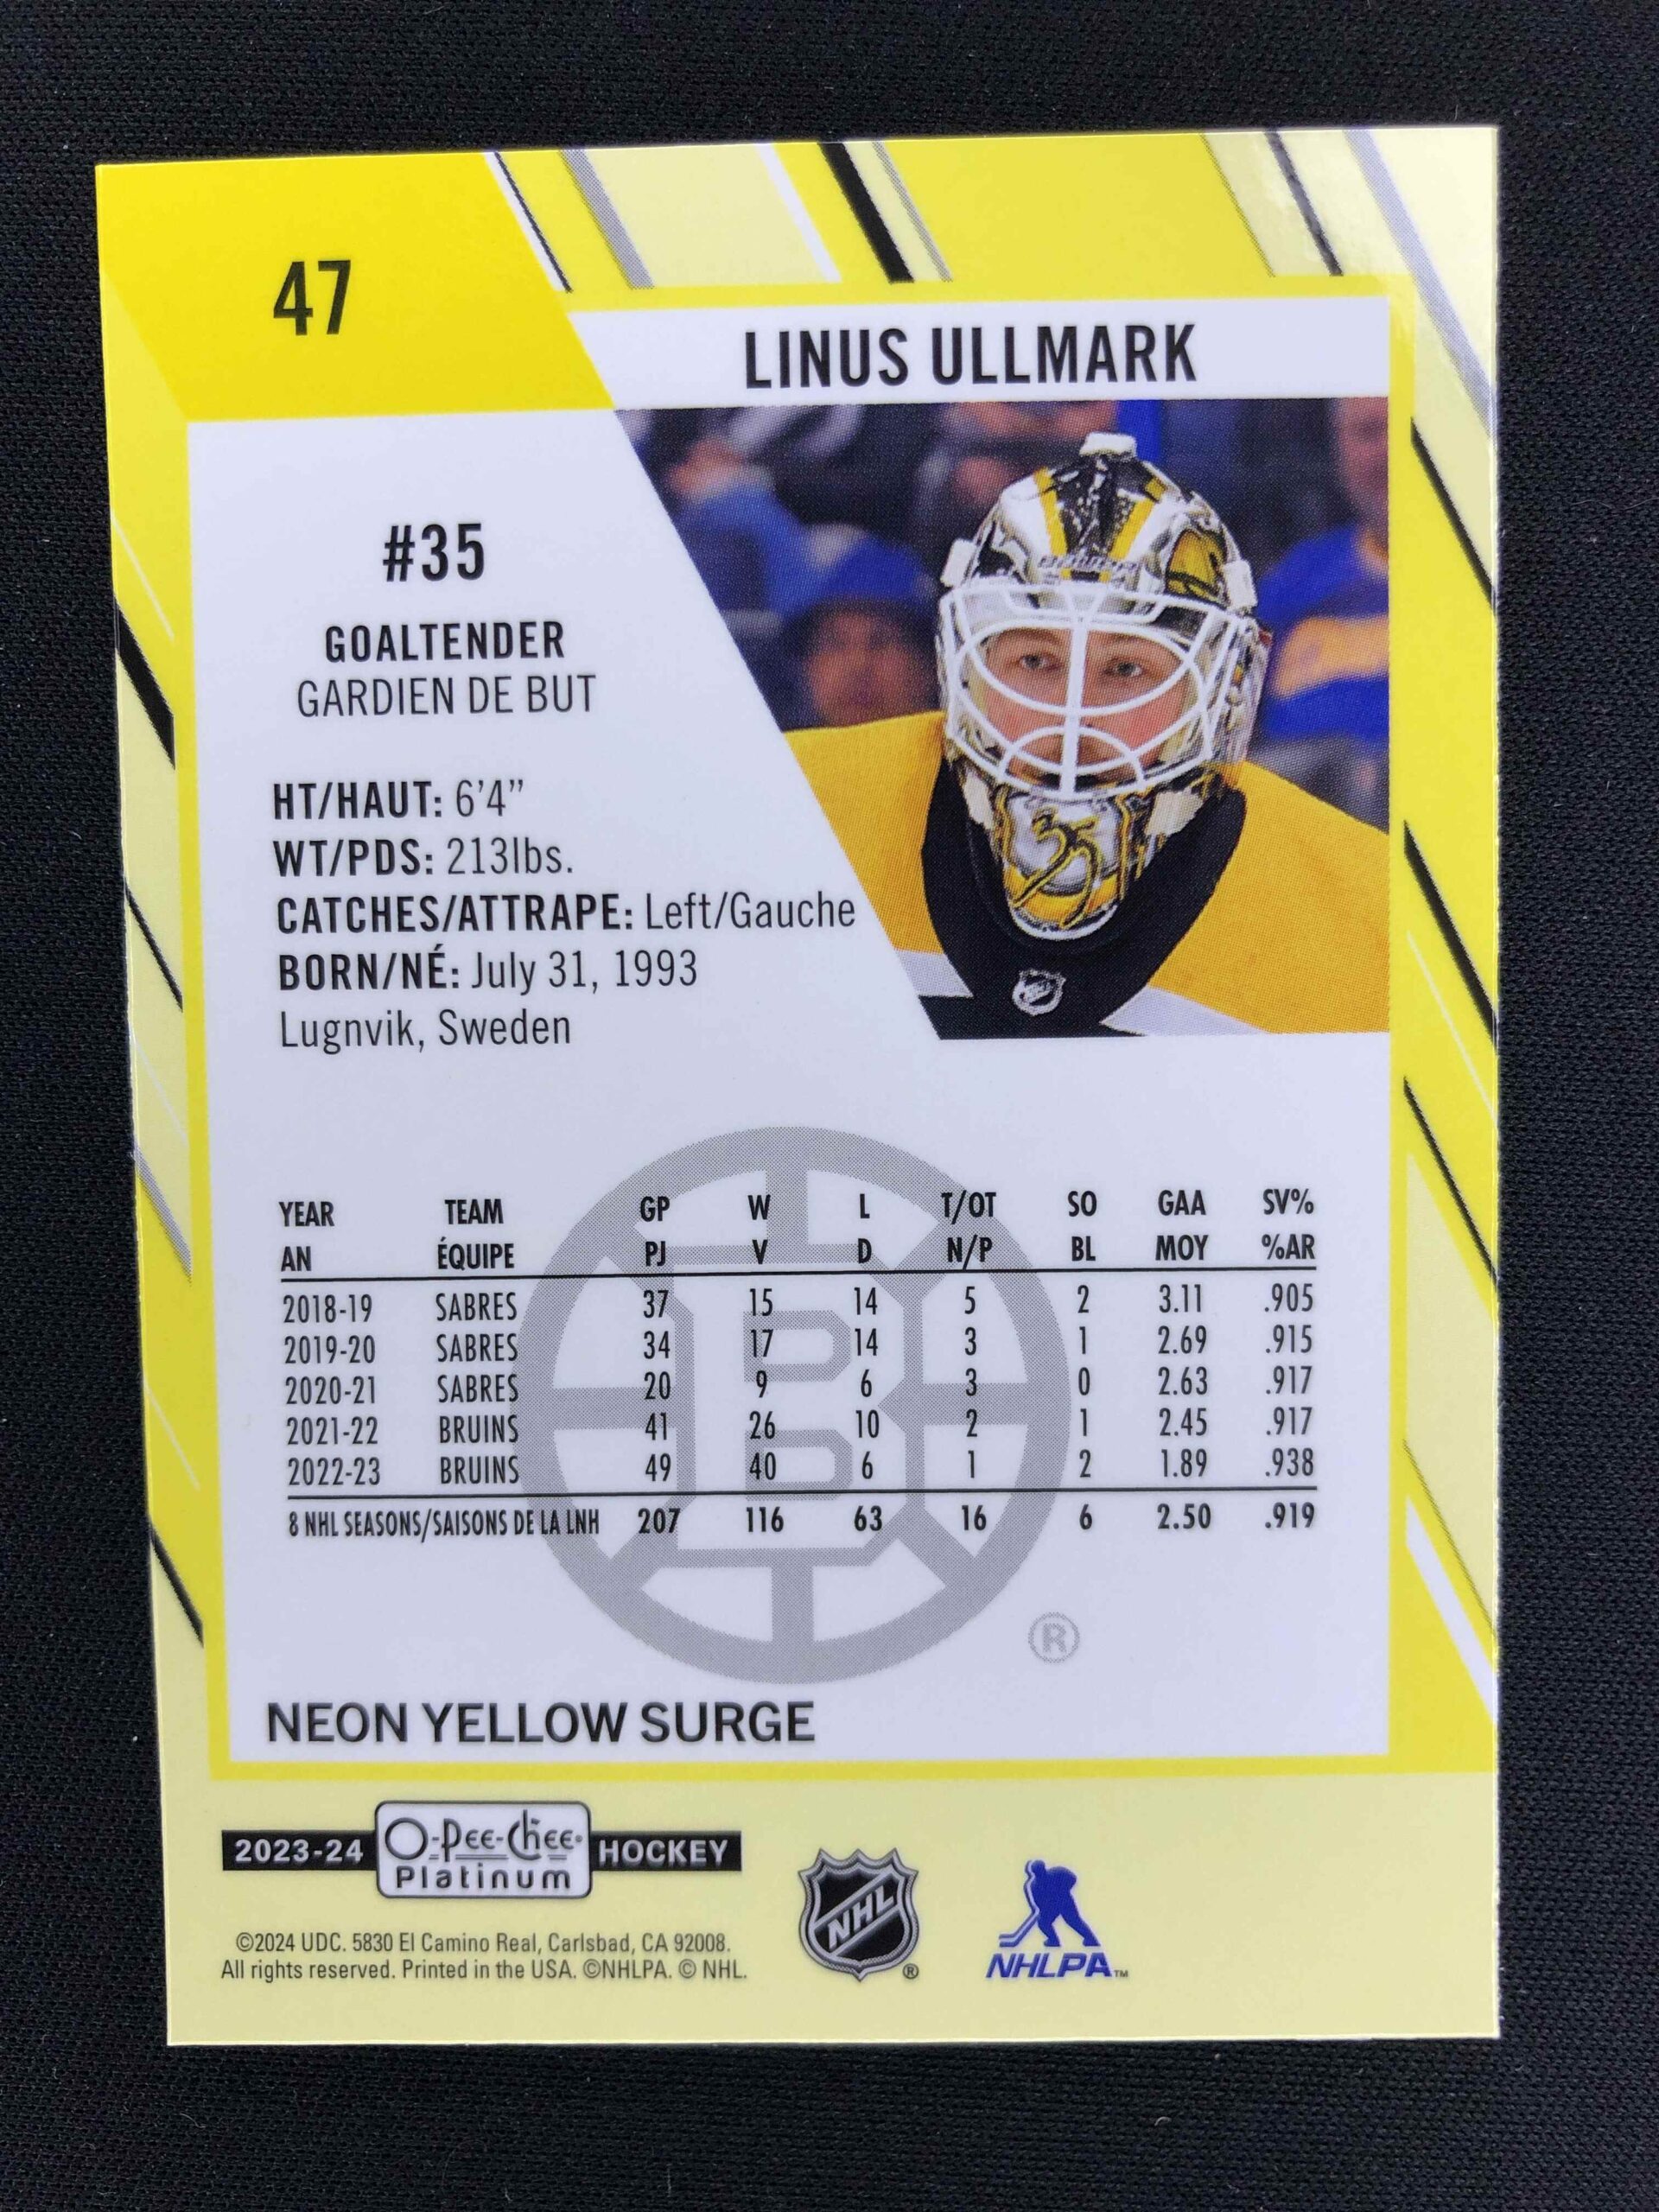 47
LINUS ULLMARK
#35
GOALTENDER
GARDIEN DE BUT
HT/HAUT: 6'4”
WT/PDS: 213lbs.
CATCHES/ATTRAPE: Left/Gauche
BORN/NÉ: July 31, 1993
Lugnvik, Sweden
BAUER
35
NHL
YEAR TEAM GP W L T/OT SO GAA SV%
AN ÉQUIPE PJ V D N/P BL MOY %AR
2018-19 SABRES 37 15 14 5 2 3.11 .905
2019-20 SABRES 34 17 14 3 1 2.69 .915
2020-21 SABRES 20 9 6 3 0 2.63 .917
2021-22 BRUINS 41 26 10 2 1 2.45 .917
2022-23 BRUINS 49 40 6 1 2 1.89 .938
8 NHL SEASONS/SAISONS DE LA LNH 207 116 63 16 6 2.50 .919
B
®
NEON YELLOW SURGE
2023-24 O-Pee-Chee® HOCKEY
Platinum
©2024 UDC. 5830 El Camino Real, Carlsbad, CA 92008.
All rights reserved. Printed in the USA. ©NHLPA. © NHL.
NHL®
NHLPA™